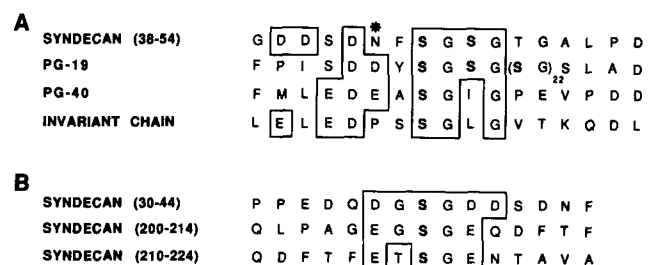 A
*
SYNDECAN (38-54) G D D S D N F S G S G T G A L P D
PG-19 F P I S D D Y S G S G (S G)22 S L A D
PG-40 F M L E D E A S G I G P E V P D D
INVARIANT CHAIN L E L E D P S S G L G V T K Q D L
B
SYNDECAN (30-44) P P E D Q D G S G D D S D N F
SYNDECAN (200-214) Q L P A G E G S G E Q D F T F
SYNDECAN (210-224) Q D F T F E T S G E N T A V A